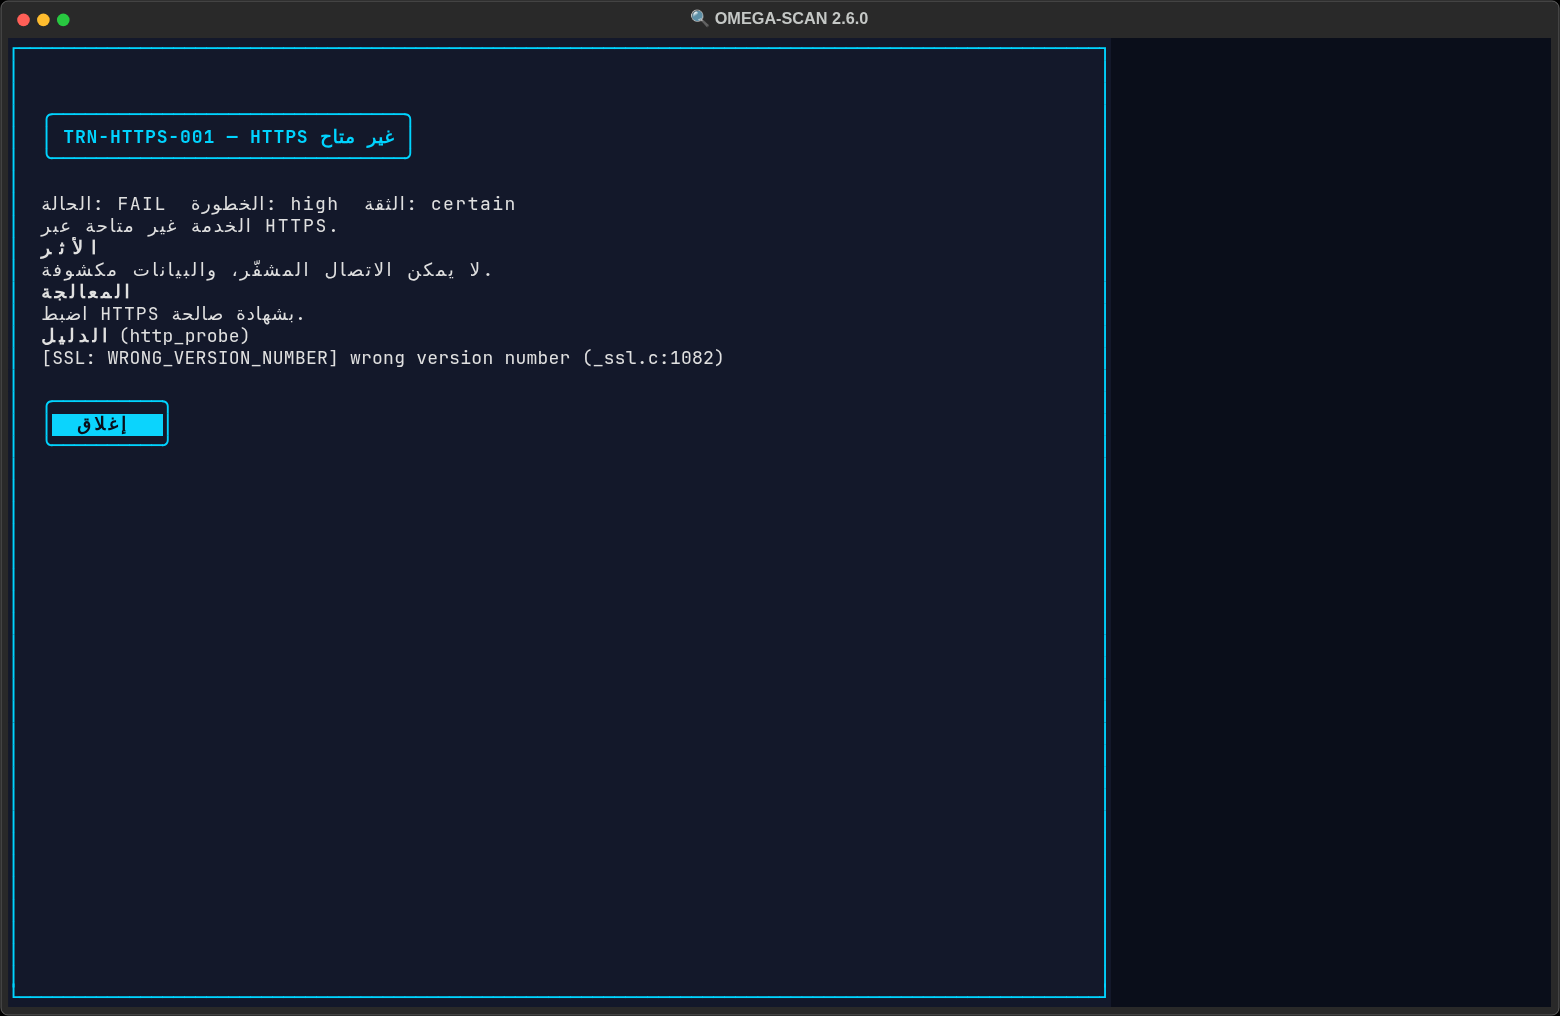 🔍 OMEGA-SCAN 2.6.0
TRN-HTTPS-001 — HTTPS غير متاح
الحالة: FAIL الخطورة: high الثقة: certain
الخدمة غير متاحة عبر HTTPS.
الأثر
لا يمكن الاتصال المشفّر، والبيانات مكشوفة.
المعالجة
اضبط HTTPS بشهادة صالحة.
الدليل (http_probe)
[SSL: WRONG_VERSION_NUMBER] wrong version number (_ssl.c:1082)
إغلاق